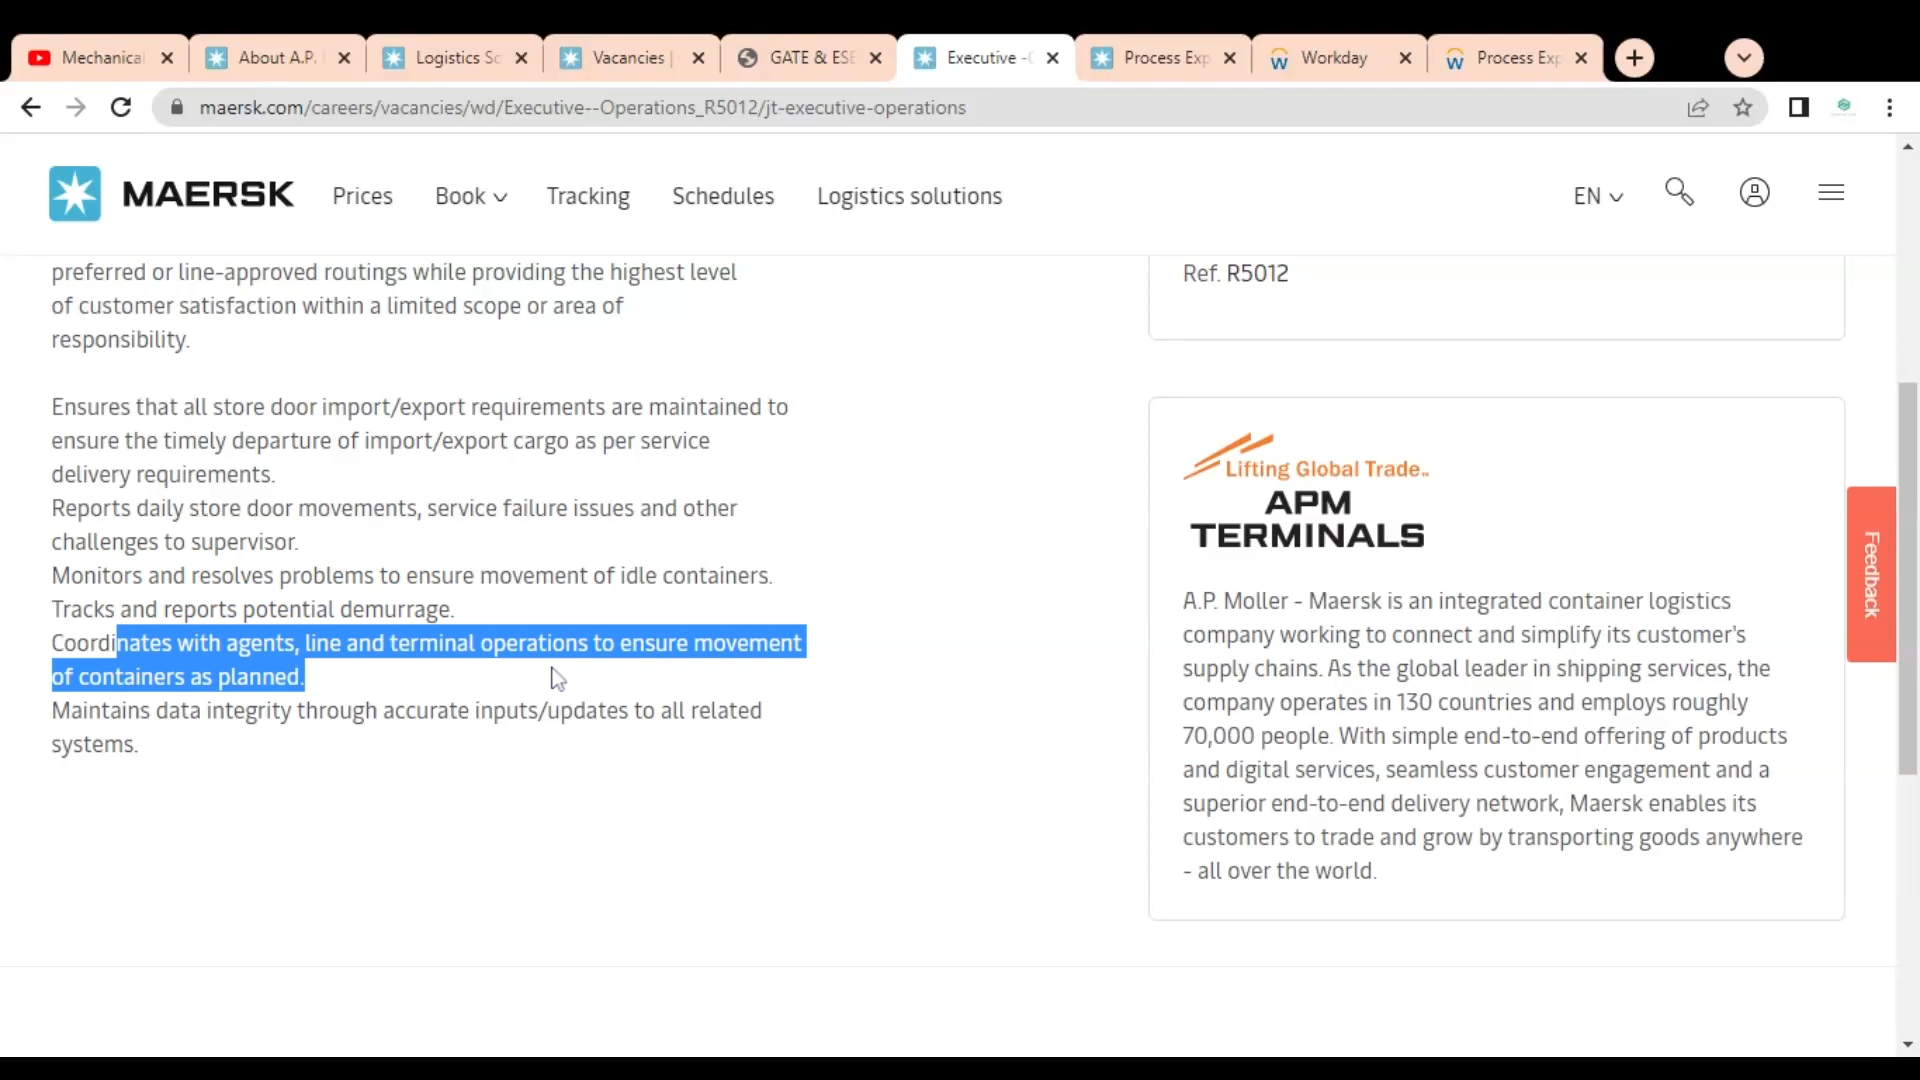 Mechanical
About A.P.
Logistics Sc
Vacancies |
GATE & ESE
Executive -
Process Exp
Workday
Process Exp
maersk.com/careers/vacancies/wd/Executive--Operations_R5012/jt-executive-operations
MAERSK
Prices
Book
Tracking
Schedules
Logistics solutions
EN
preferred or line-approved routings while providing the highest level
of customer satisfaction within a limited scope or area of
responsibility.
Ensures that all store door import/export requirements are maintained to
ensure the timely departure of import/export cargo as per service
delivery requirements.
Reports daily store door movements, service failure issues and other
challenges to supervisor.
Monitors and resolves problems to ensure movement of idle containers.
Tracks and reports potential demurrage.
Coordinates with agents, line and terminal operations to ensure movement
of containers as planned.
Maintains data integrity through accurate inputs/updates to all related
systems.
Ref. R5012
Lifting Global Trade™
APM
TERMINALS
A.P. Moller - Maersk is an integrated container logistics
company working to connect and simplify its customer's
supply chains. As the global leader in shipping services, the
company operates in 130 countries and employs roughly
70,000 people. With simple end-to-end offering of products
and digital services, seamless customer engagement and a
superior end-to-end delivery network, Maersk enables its
customers to trade and grow by transporting goods anywhere
- all over the world.
Feedback